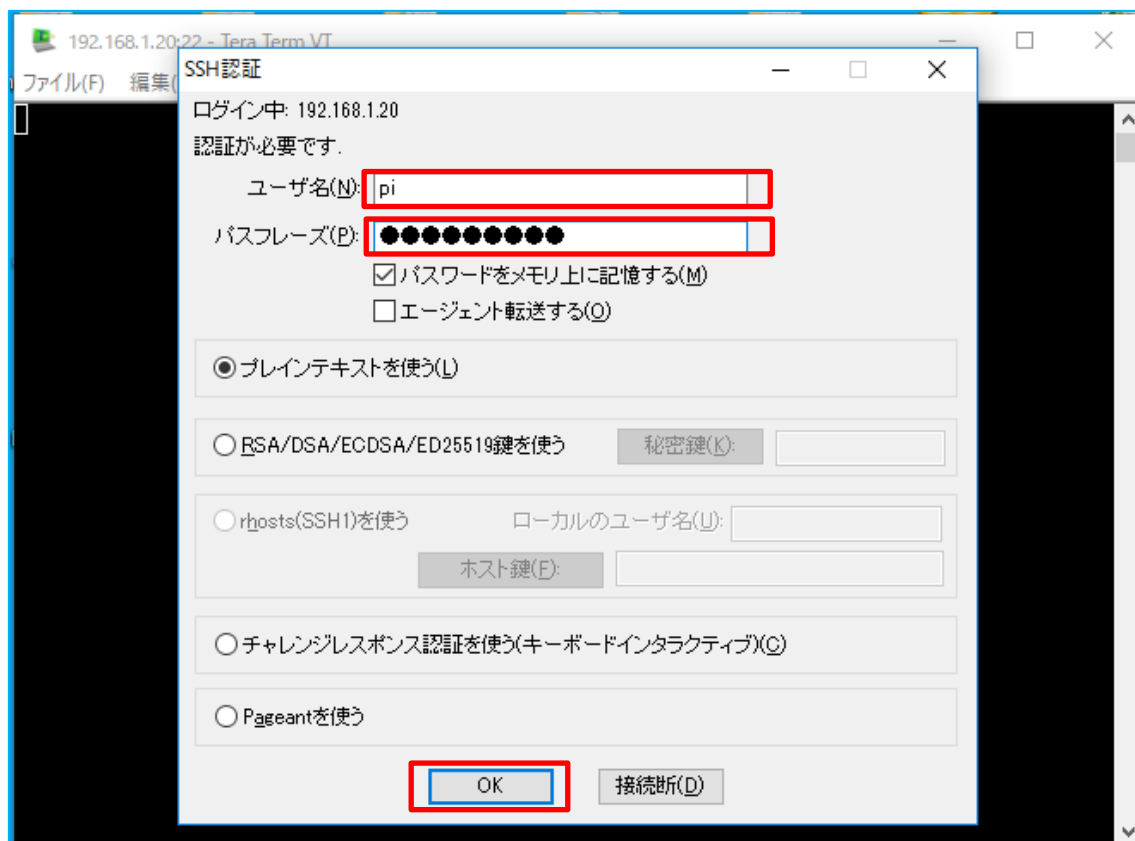 192.168.1.20:22 - Tera Term VT
ファイル(F) 編集(
SSH認証
ログイン中: 192.168.1.20
認証が必要です.
ユーザ名(N): pi
パスフレーズ(P): ●●●●●●●●●
パスワードをメモリ上に記憶する(M)
エージェント転送する(O)
プレインテキストを使う(L)
RSA/DSA/ECDSA/ED25519鍵を使う 秘密鍵(K):
rhosts(SSH1)を使う ローカルのユーザ名(U):
ホスト鍵(F):
チャレンジレスポンス認証を使う(キーボードインタラクティブ)(C)
Pageantを使う
OK 接続断(D)